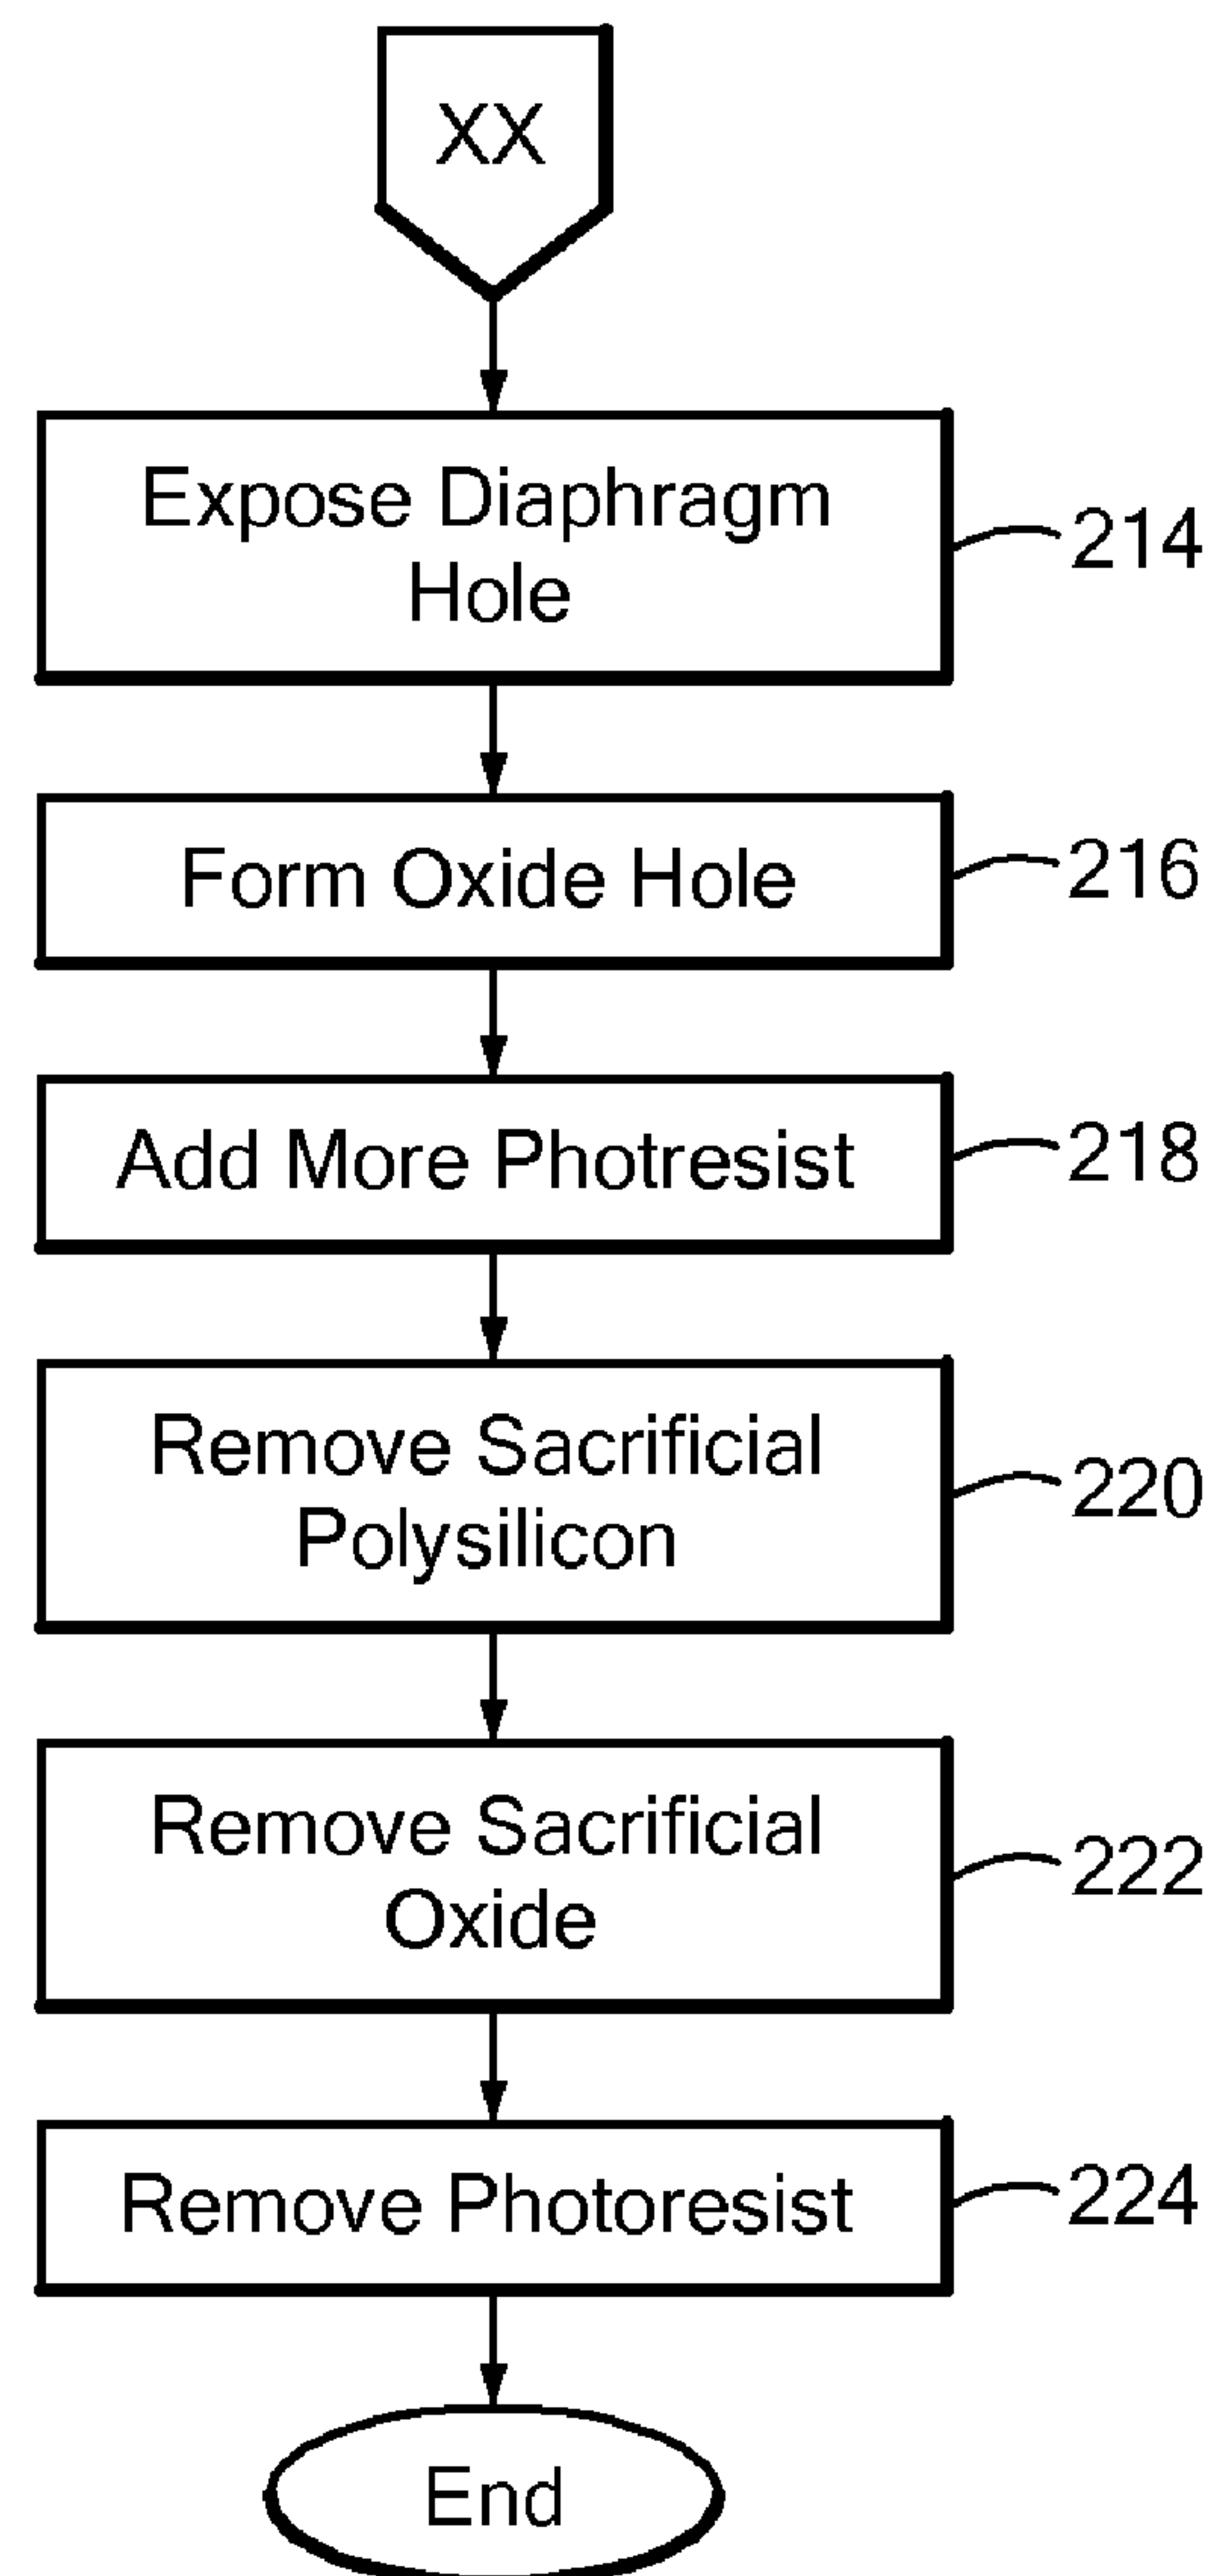 XX
Expose Diaphragm
Hole
214
Form Oxide Hole
216
Add More Photresist
218
Remove Sacrificial
Polysilicon
220
Remove Sacrificial
Oxide
222
Remove Photoresist
224
End